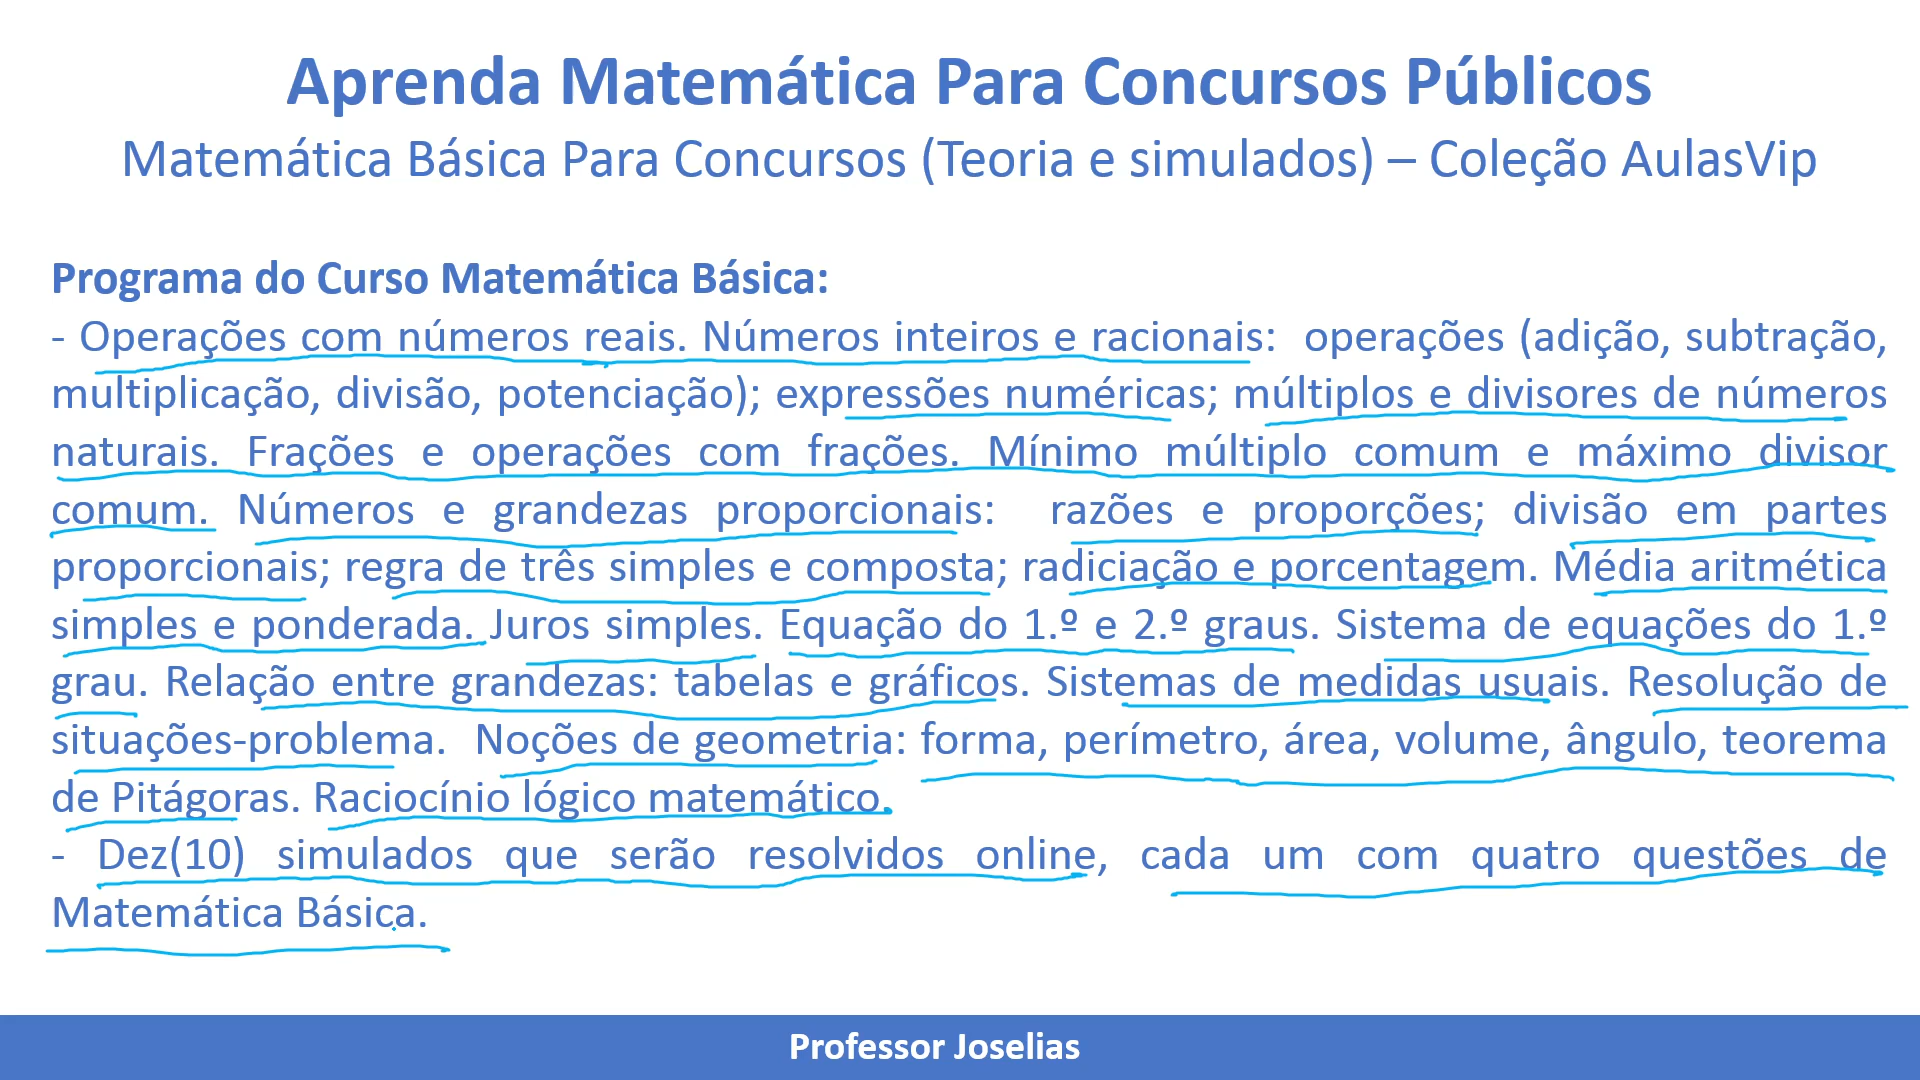 Aprenda Matemática Para Concursos Públicos
Matemática Básica Para Concursos (Teoria e simulados) – Coleção AulasVip
Programa do Curso Matemática Básica:
- Operações com números reais. Números inteiros e racionais: operações (adição, subtração,
multiplicação, divisão, potenciação); expressões numéricas; múltiplos e divisores de números
naturais. Frações e operações com frações. Mínimo múltiplo comum e máximo divisor
comum. Números e grandezas proporcionais: razões e proporções; divisão em partes
proporcionais; regra de três simples e composta; radiciação e porcentagem. Média aritmética
simples e ponderada. Juros simples. Equação do 1.º e 2.º graus. Sistema de equações do 1.º
grau. Relação entre grandezas: tabelas e gráficos. Sistemas de medidas usuais. Resolução de
situações-problema. Noções de geometria: forma, perímetro, área, volume, ângulo, teorema
de Pitágoras. Raciocínio lógico matemático.
- Dez(10) simulados que serão resolvidos online, cada um com quatro questões de
Matemática Básica.
Professor Joselias